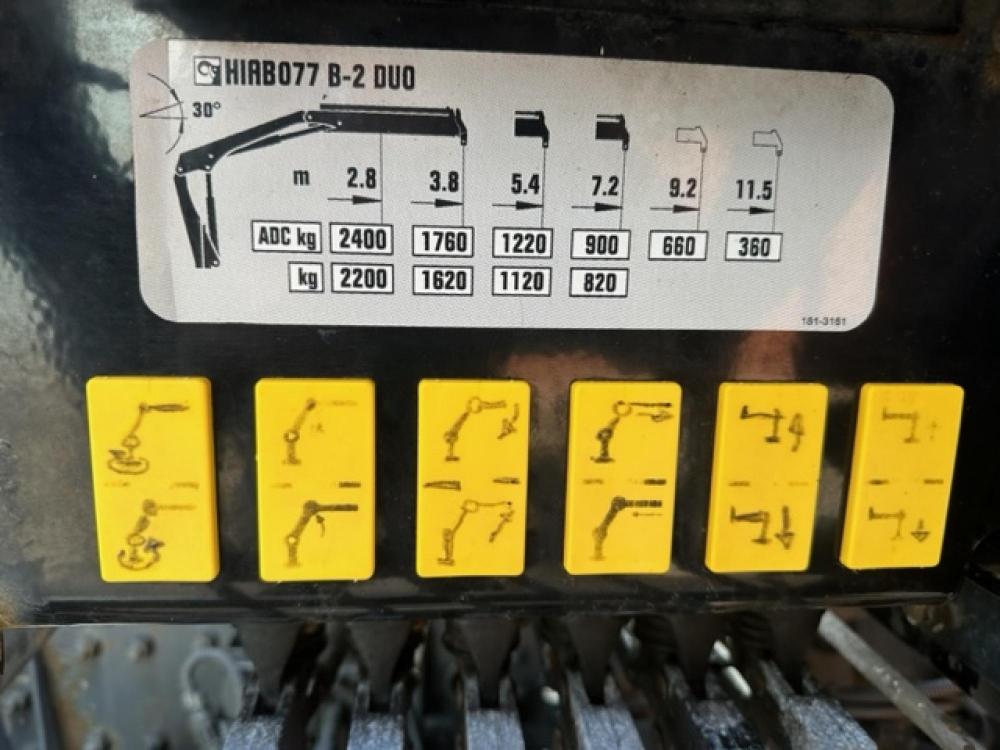 HIAB077 B-2 DUO
30°
m 2.8 3.8 5.4 7.2 9.2 11.5
ADC kg 2400 1760 1220 900 660 360
kg 2200 1620 1120 820
181-3181